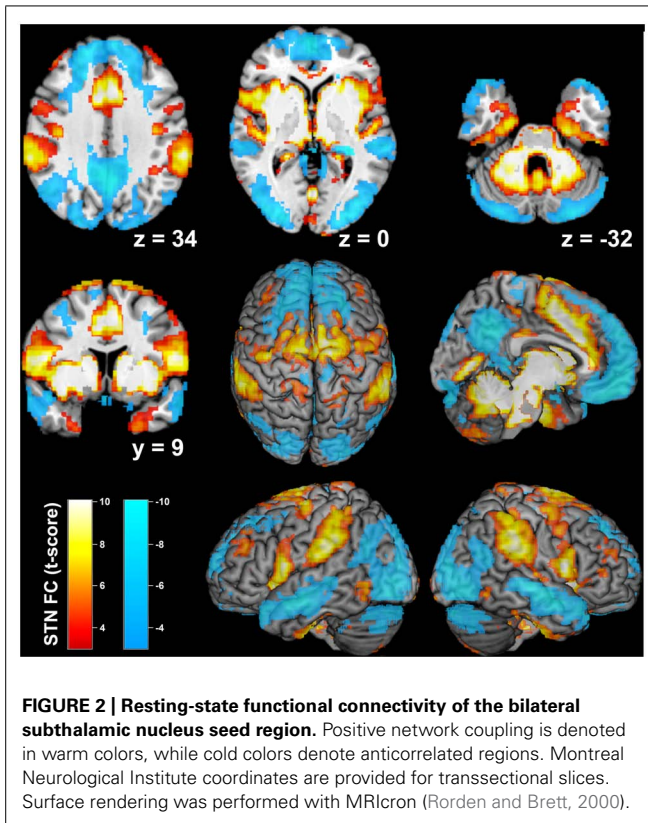 z = 34
z = 0
z = -32
y = 9
STN FC (t-score)
10
8
6
4
-10
-8
-6
-4
FIGURE 2 | Resting-state functional connectivity of the bilateral
subthalamic nucleus seed region. Positive network coupling is denoted
in warm colors, while cold colors denote anticorrelated regions. Montreal
Neurological Institute coordinates are provided for transsectional slices.
Surface rendering was performed with MRIcron (Rorden and Brett, 2000).